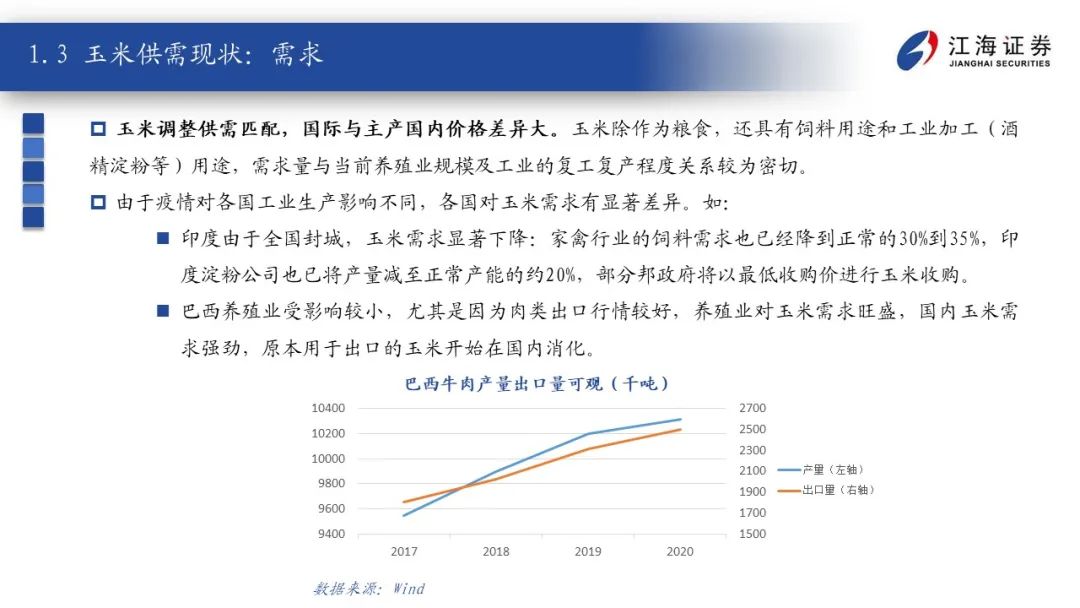 1.3 玉米供需现状：需求
江海证券
JIANGHAI SECURITIES
玉米调整供需匹配，国际与主产国内价格差异大。玉米除作为粮食，还具有饲料用途和工业加工（酒
精淀粉等）用途，需求量与当前养殖业规模及工业的复工复产程度关系较为密切。
由于疫情对各国工业生产影响不同，各国对玉米需求有显著差异。如：
印度由于全国封城，玉米需求显著下降：家禽行业的饲料需求也已经降到正常的30%到35%，印
度淀粉公司也已将产量减至正常产能的约20%，部分邦政府将以最低收购价进行玉米收购。
巴西养殖业受影响较小，尤其是因为肉类出口行情较好，养殖业对玉米需求旺盛，国内玉米需
求强劲，原本用于出口的玉米开始在国内消化。
巴西牛肉产量出口量可观（千吨）
10400 2700
10200 2500
10000 2300
9800 2100
9600 1900
9400 1700
1500
产量（左轴）
出口量（右轴）
2017 2018 2019 2020
数据来源：Wind